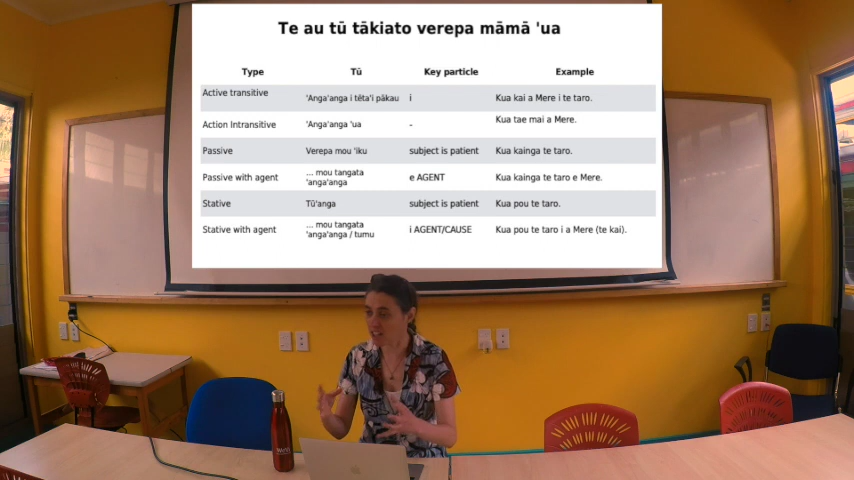 Te au tū tākiato verepa māmā 'ua
Type Tū Key particle Example
Active transitive 'Anga'anga i tēta'i pākau i Kua kai a Mere i te taro.
Action Intransitive 'Anga'anga 'ua - Kua tae mai a Mere.
Passive Verepa mou 'iku subject is patient Kua kainga te taro.
Passive with agent ... mou tangata 'anga'anga e AGENT Kua kainga te taro e Mere.
Stative Tū'anga subject is patient Kua pou te taro.
Stative with agent ... mou tangata 'anga'anga / tumu i AGENT/CAUSE Kua pou te taro i a Mere (te kai).